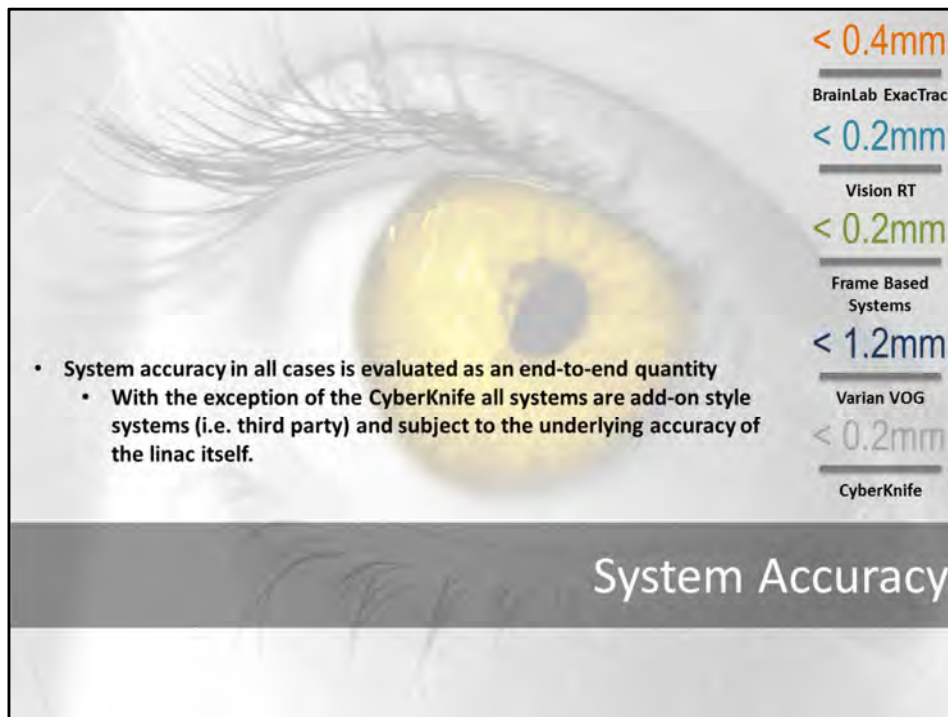 < 0.4mm
BrainLab ExacTrac
< 0.2mm
Vision RT
< 0.2mm
Frame Based
Systems
< 1.2mm
Varian VOG
< 0.2mm
CyberKnife
• System accuracy in all cases is evaluated as an end-to-end quantity
• With the exception of the CyberKnife all systems are add-on style
systems (i.e. third party) and subject to the underlying accuracy of
the linac itself.
System Accuracy